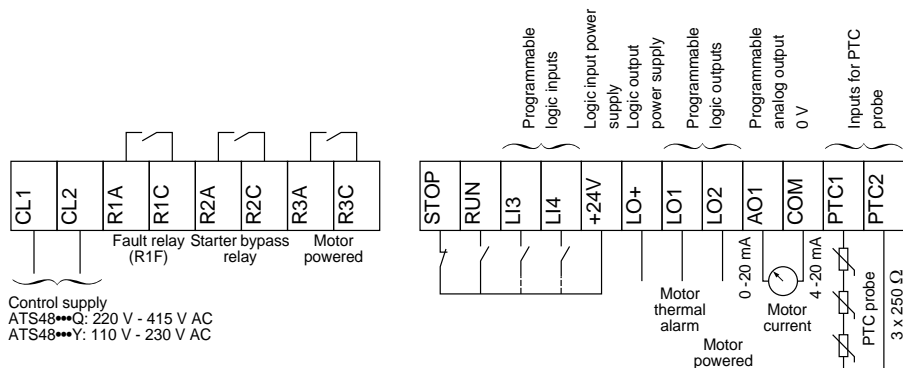 Programmable
logic inputs
Logic input power
supply
Logic output
power supply
Programmable
logic outputs
Programmable
analog output
0 V
Inputs for PTC
probe
CL1
CL2
R1A
R1C
R2A
R2C
R3A
R3C
STOP
RUN
LI3
LI4
+24V
LO+
LO1
LO2
AO1
COM
PTC1
PTC2
Fault relay
(R1F)
Starter bypass
relay
Motor
powered
Control supply
ATS48•••Q: 220 V - 415 V AC
ATS48•••Y: 110 V - 230 V AC
Motor
thermal
alarm
Motor
powered
0 -20 mA
4 -20 mA
Motor
current
PTC probe
3 x 250 Ω